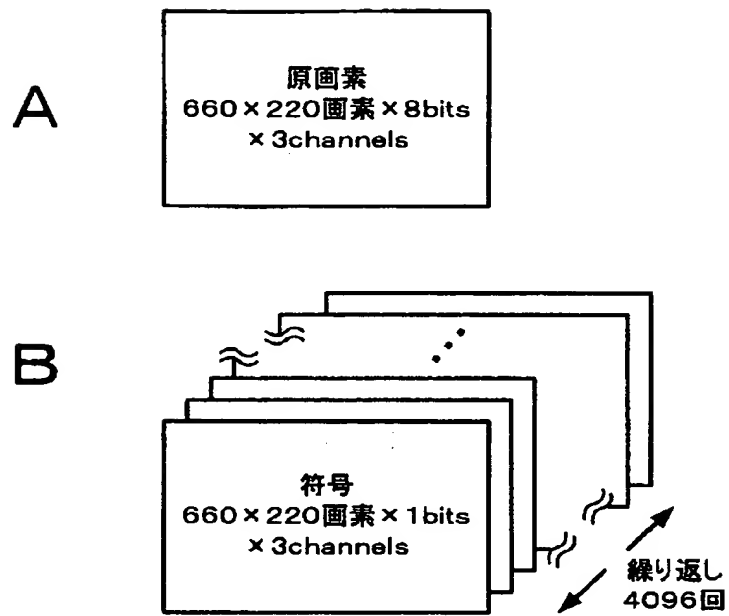 A
原画素
660×220画素×8bits
×3channels
B
符号
660×220画素×1bits
×3channels
繰り返し
4096回